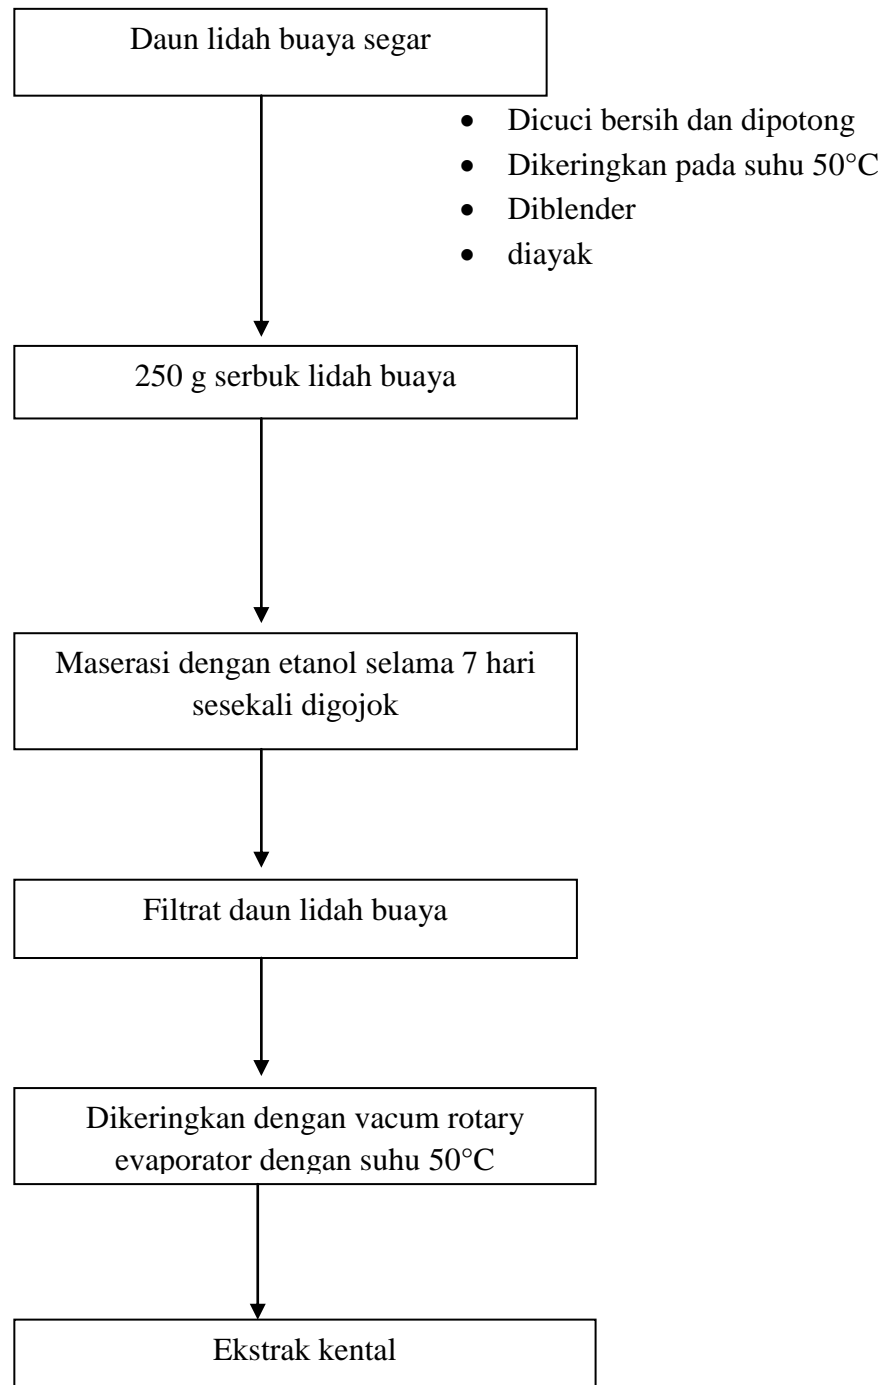 Daun lidah buaya segar
• Dicuci bersih dan dipotong
• Dikeringkan pada suhu 50°C
• Diblender
• diayak
250 g serbuk lidah buaya
Maserasi dengan etanol selama 7 hari
sesekali digojok
Filtrat daun lidah buaya
Dikeringkan dengan vacum rotary
evaporator dengan suhu 50°C
Ekstrak kental